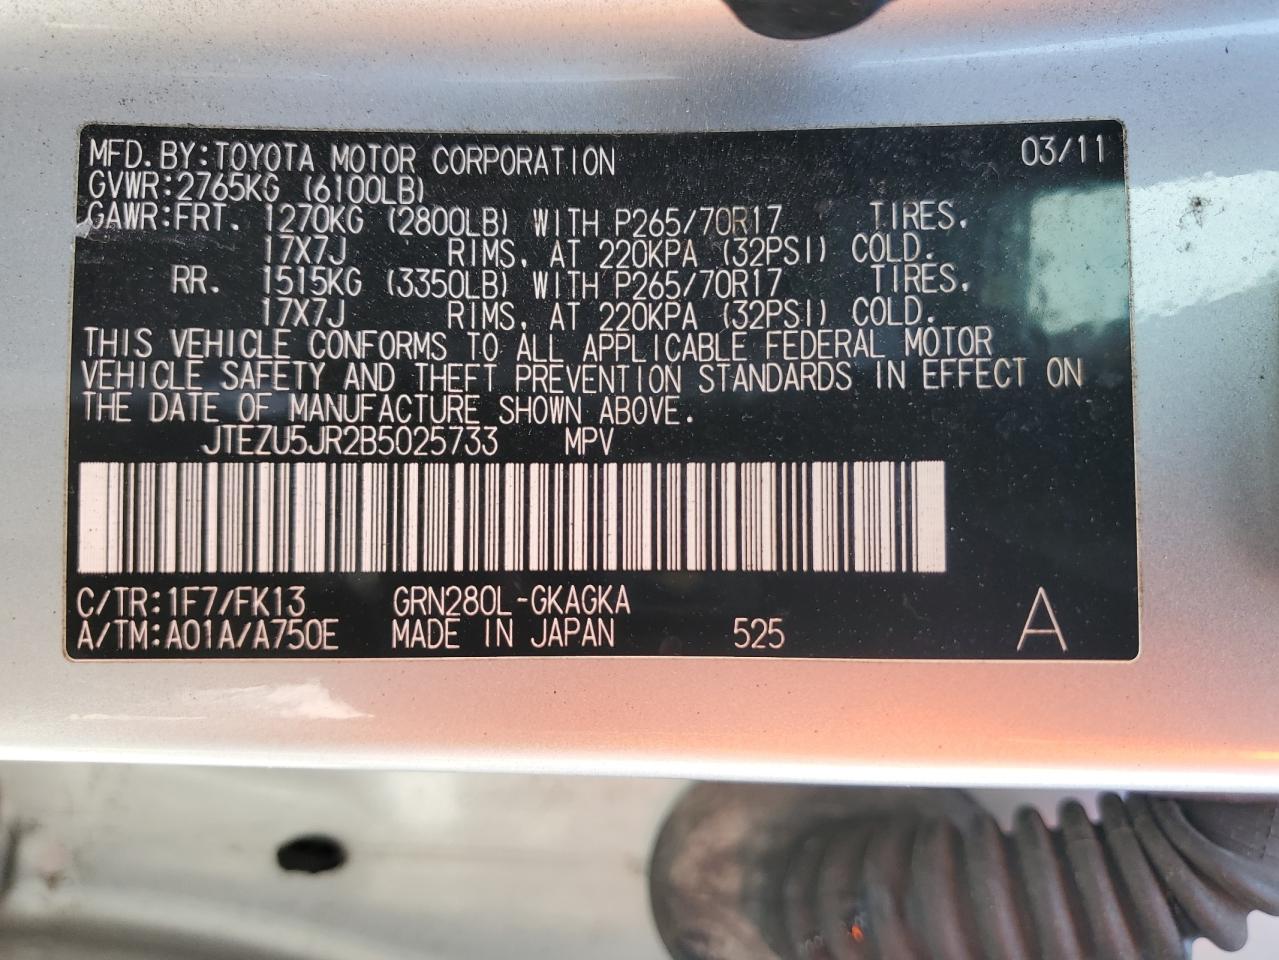 MFD. BY: TOYOTA MOTOR CORPORATION 03/11
GVWR: 2765KG (6100LB)
GAWR: FRT. 1270KG (2800LB) WITH P265/70R17 TIRES.
17X7J RIMS, AT 220KPA (32PSI) COLD.
RR. 1515KG (3350LB) WITH P265/70R17 TIRES,
17X7J RIMS, AT 220KPA (32PSI) COLD.
THIS VEHICLE CONFORMS TO ALL APPLICABLE FEDERAL MOTOR
VEHICLE SAFETY AND THEFT PREVENTION STANDARDS IN EFFECT ON
THE DATE OF MANUFACTURE SHOWN ABOVE.
JTEZU5JR2B5025733 MPV
C/TR: 1F7/FK13 GRN280L-GKAGKA
A/TM: A01A/A750E MADE IN JAPAN 525 A